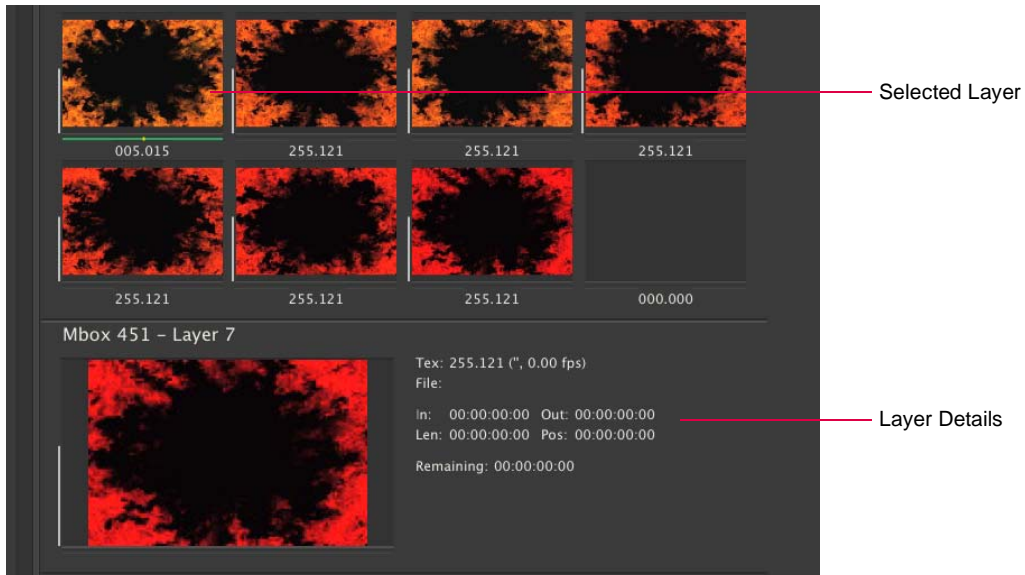 Selected Layer
005.015 255.121 255.121 255.121
255.121 255.121 255.121 000.000
Mbox 451 – Layer 7
Tex: 255.121 (", 0.00 fps)
File:
In: 00:00:00:00 Out: 00:00:00:00
Layer Details
Len: 00:00:00:00 Pos: 00:00:00:00
Remaining: 00:00:00:00